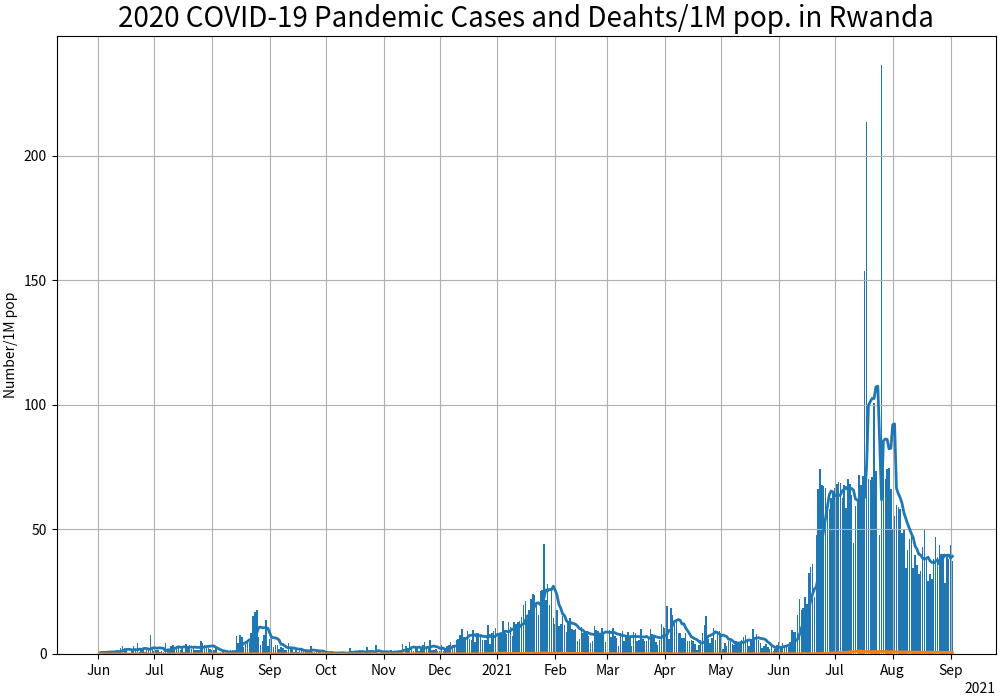 2020 COVID-19 Pandemic Cases and Deahts/1M pop. in Rwanda
Number/1M pop
200
150
100
50
0
Jun Jul Aug Sep Oct Nov Dec 2021 Feb Mar Apr May Jun Jul Aug Sep
2021